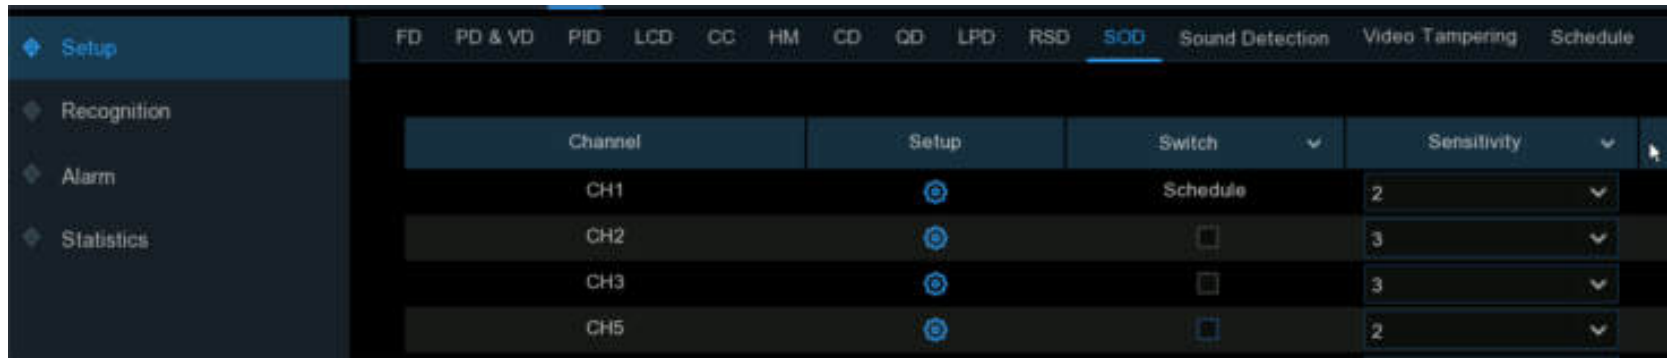 Setup
Recognition
Alarm
Statistics
FD PD & VD PID LCD CC HM CD QD LPD RSD SOD Sound Detection Video Tampering Schedule
Channel Setup Switch Sensitivity
CH1 Schedule 2
CH2 3
CH3 3
CH5 2